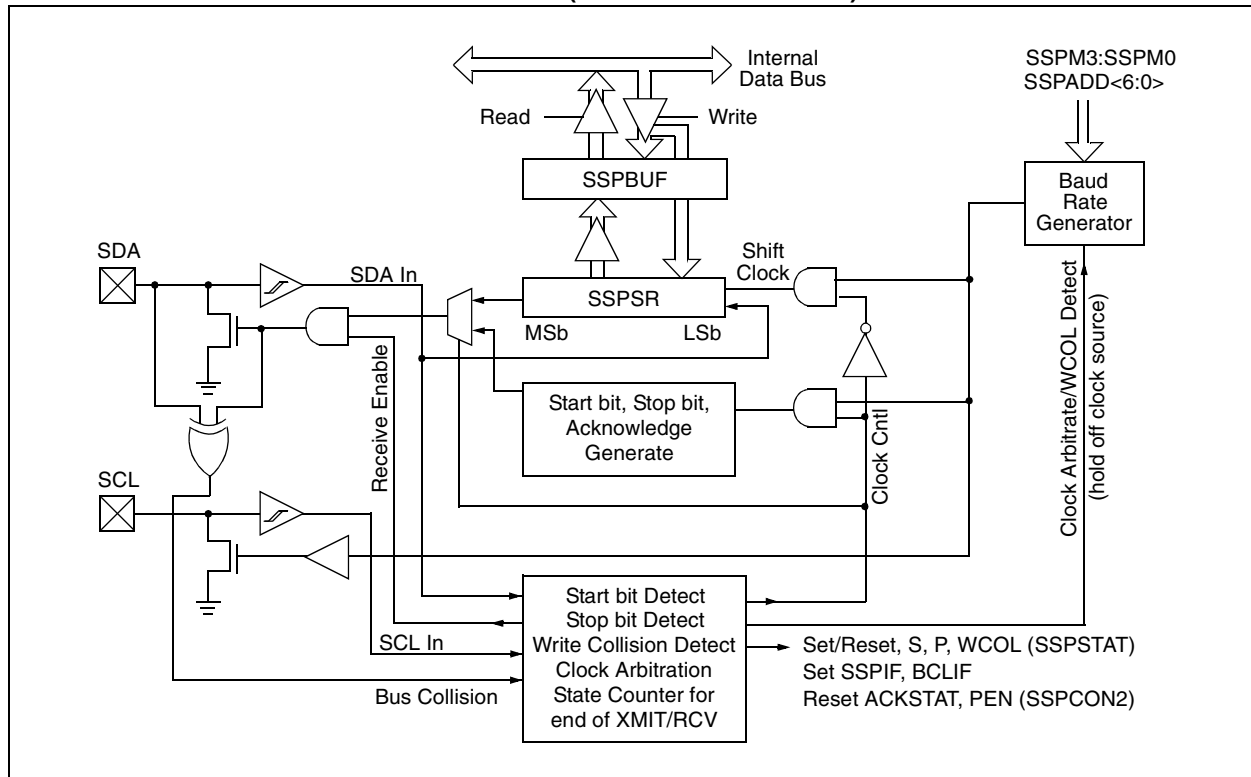 Internal
Data Bus
SSPM3:SSPM0
SSPADD<6:0>
Read
Write
SSPBUF
Baud
Rate
Generator
SDA
SDA In
Shift
Clock
SSPSR
MSb
LSb
Start bit, Stop bit,
Acknowledge
Generate
Receive Enable
Clock Cntl
Clock Arbitrate/WCOL Detect
(hold off clock source)
SCL
SCL In
Bus Collision
Start bit Detect
Stop bit Detect
Write Collision Detect
Clock Arbitration
State Counter for
end of XMIT/RCV
Set/Reset, S, P, WCOL (SSPSTAT)
Set SSPIF, BCLIF
Reset ACKSTAT, PEN (SSPCON2)